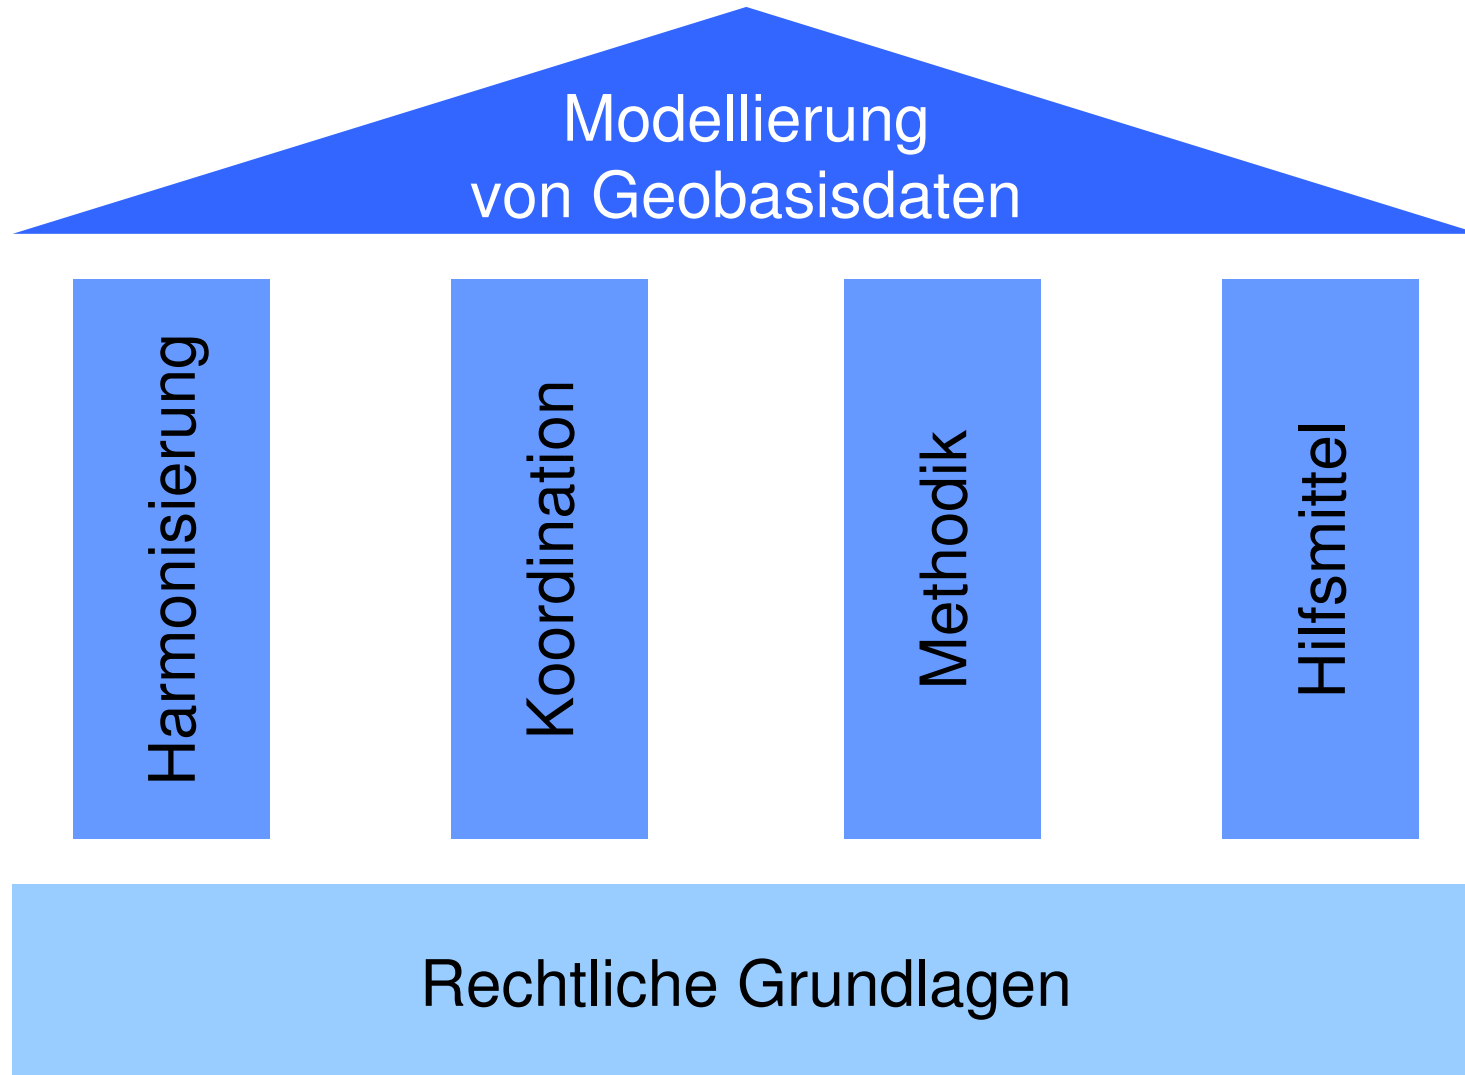 Modellierung
von Geobasisdaten
Harmonisierung
Koordination
Methodik
Hilfsmittel
Rechtliche Grundlagen